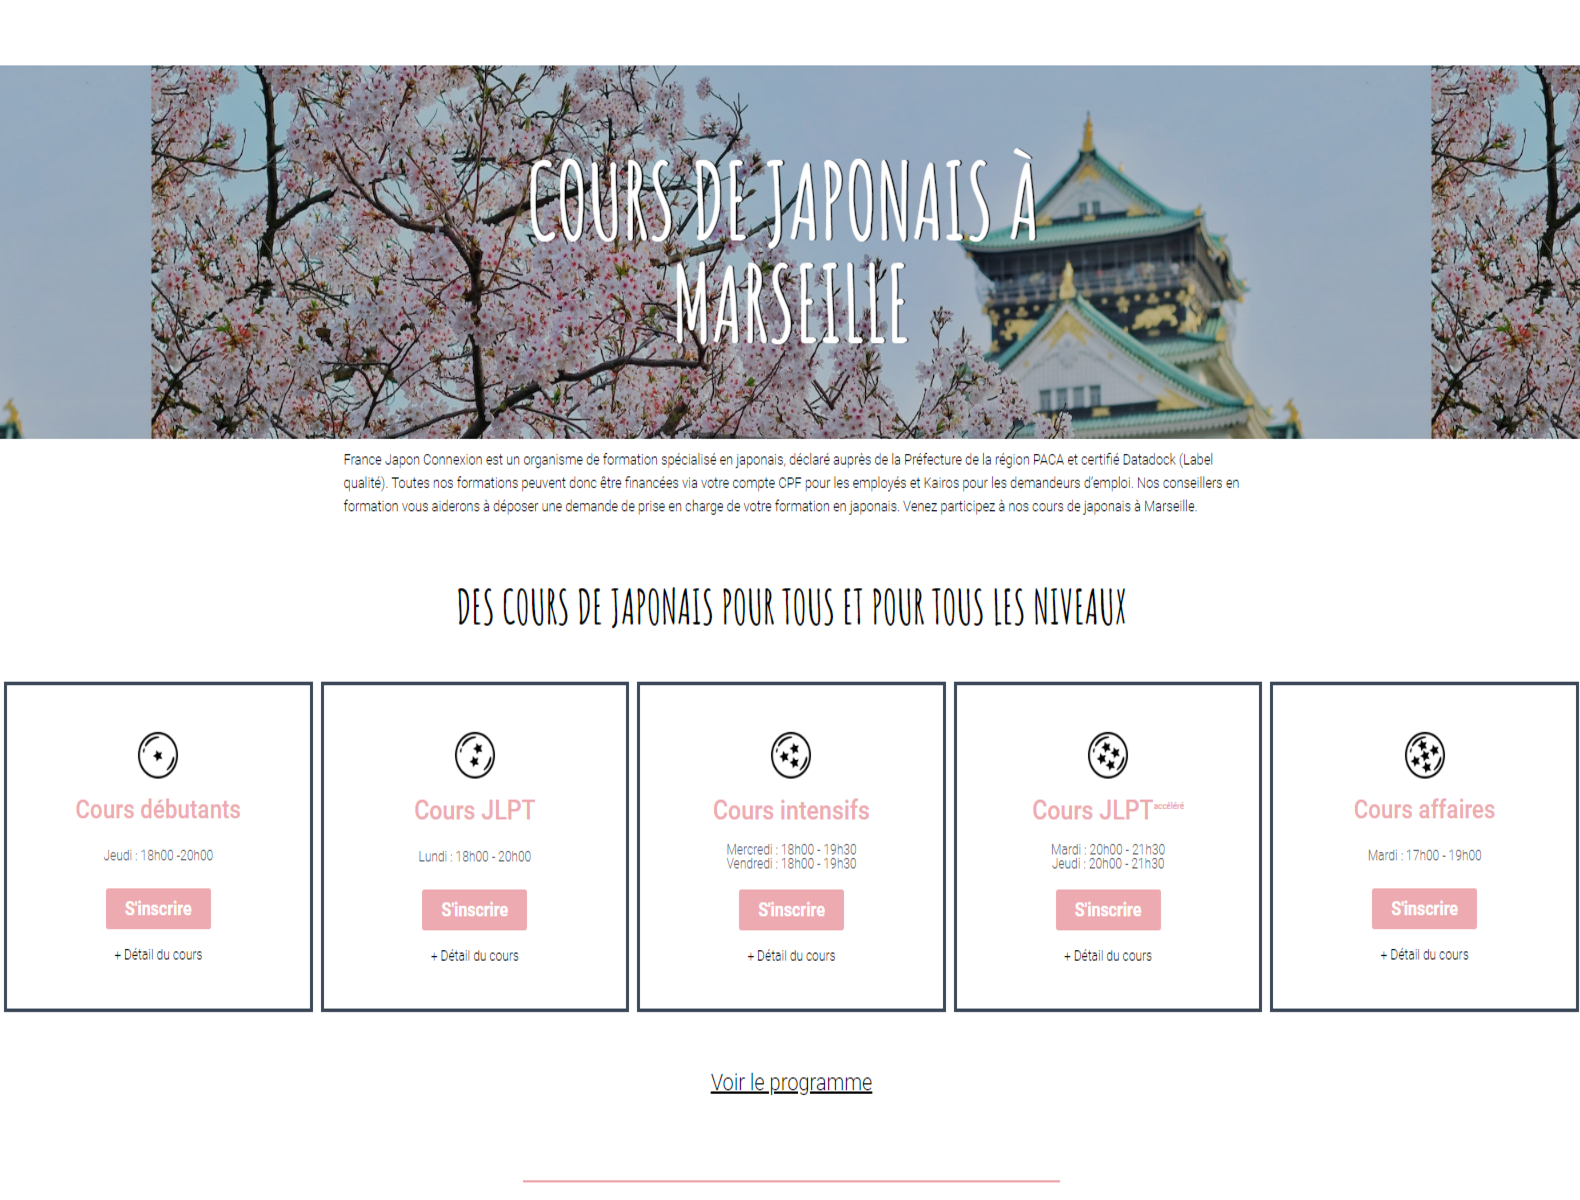 COURS DE JAPONAIS À
MARSEILLE
France Japon Connexion est un organisme de formation spécialisé en japonais, déclaré auprès de la Préfecture de la région PACA et certifié Datadock (Label
qualité). Toutes nos formations peuvent donc être financées via votre compte CPF pour les employés et Kairos pour les demandeurs d'emploi. Nos conseillers en
formation vous aiderons à déposer une demande de prise en charge de votre formation en japonais. Venez participez à nos cours de japonais à Marseille.
DES COURS DE JAPONAIS POUR TOUS ET POUR TOUS LES NIVEAUX
Cours débutants
Jeudi : 18h00 -20h00
S'inscrire
+ Détail du cours
Cours JLPT
Lundi : 18h00 - 20h00
S'inscrire
+ Détail du cours
Cours intensifs
Mercredi : 18h00 - 19h30
Vendredi : 18h00 - 19h30
S'inscrire
+ Détail du cours
Cours JLPT accéléré
Mardi : 20h00 - 21h30
Jeudi : 20h00 - 21h30
S'inscrire
+ Détail du cours
Cours affaires
Mardi : 17h00 - 19h00
S'inscrire
+ Détail du cours
Voir le programme